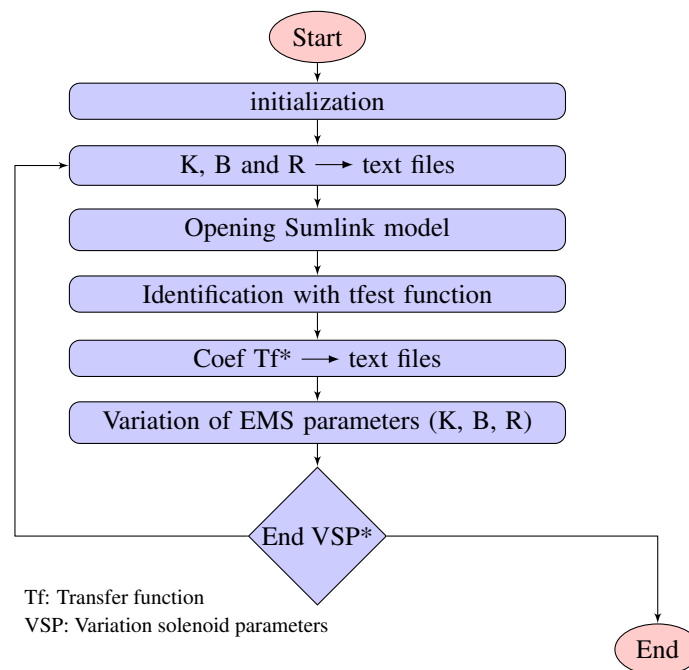 Start
initialization
K, B and R ⟶ text files
Opening Sumlink model
Identification with tfest function
Coef Tf* ⟶ text files
Variation of EMS parameters (K, B, R)
End VSP*
Tf: Transfer function
VSP: Variation solenoid parameters
End